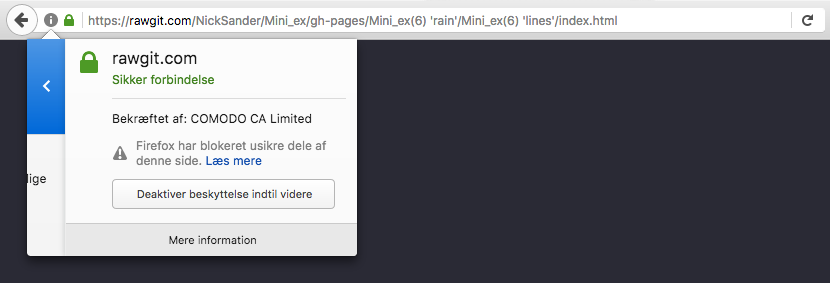 https://rawgit.com/NickSander/Mini_ex/gh-pages/Mini_ex(6) 'rain'/Mini_ex(6) 'lines'/index.html
rawgit.com
Sikker forbindelse
Bekræftet af: COMODO CA Limited
Firefox har blokeret usikre dele af
denne side. Læs mere
lige
Deaktiver beskyttelse indtil videre
Mere information